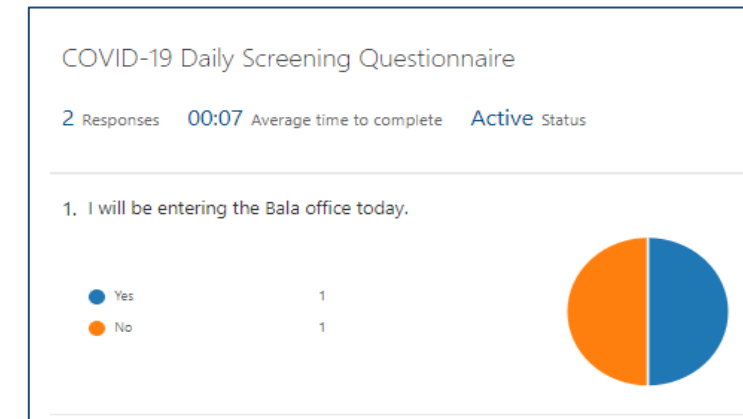 COVID-19 Daily Screening Questionnaire
2 Responses 00:07 Average time to complete Active Status
1. I will be entering the Bala office today.
Yes 1
No 1